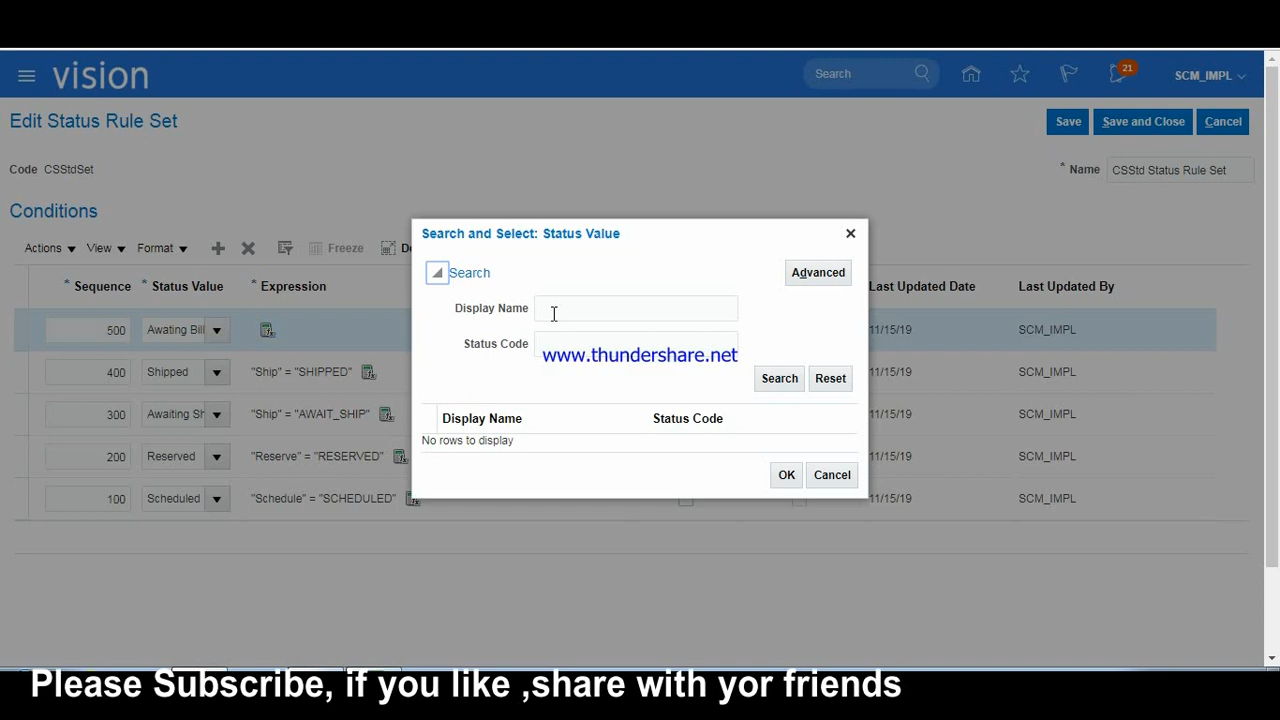 vision
Search
21
SCM_IMPL
Edit Status Rule Set
Save
Save and Close
Cancel
Code CSStdSet
* Name CSStd Status Rule Set
Conditions
Actions View Format Freeze De
* Sequence * Status Value * Expression Last Updated Date Last Updated By
500 Awating Bill 11/15/19 SCM_IMPL
400 Shipped "Ship" = "SHIPPED" 11/15/19 SCM_IMPL
300 Awaiting Sh "Ship" = "AWAIT_SHIP" 11/15/19 SCM_IMPL
200 Reserved "Reserve" = "RESERVED" 11/15/19 SCM_IMPL
100 Scheduled "Schedule" = "SCHEDULED" 11/15/19 SCM_IMPL
Search and Select: Status Value
Search
Advanced
Display Name
Status Code
www.thundershare.net
Search Reset
Display Name Status Code
No rows to display
OK Cancel
Please Subscribe, if you like ,share with yor friends